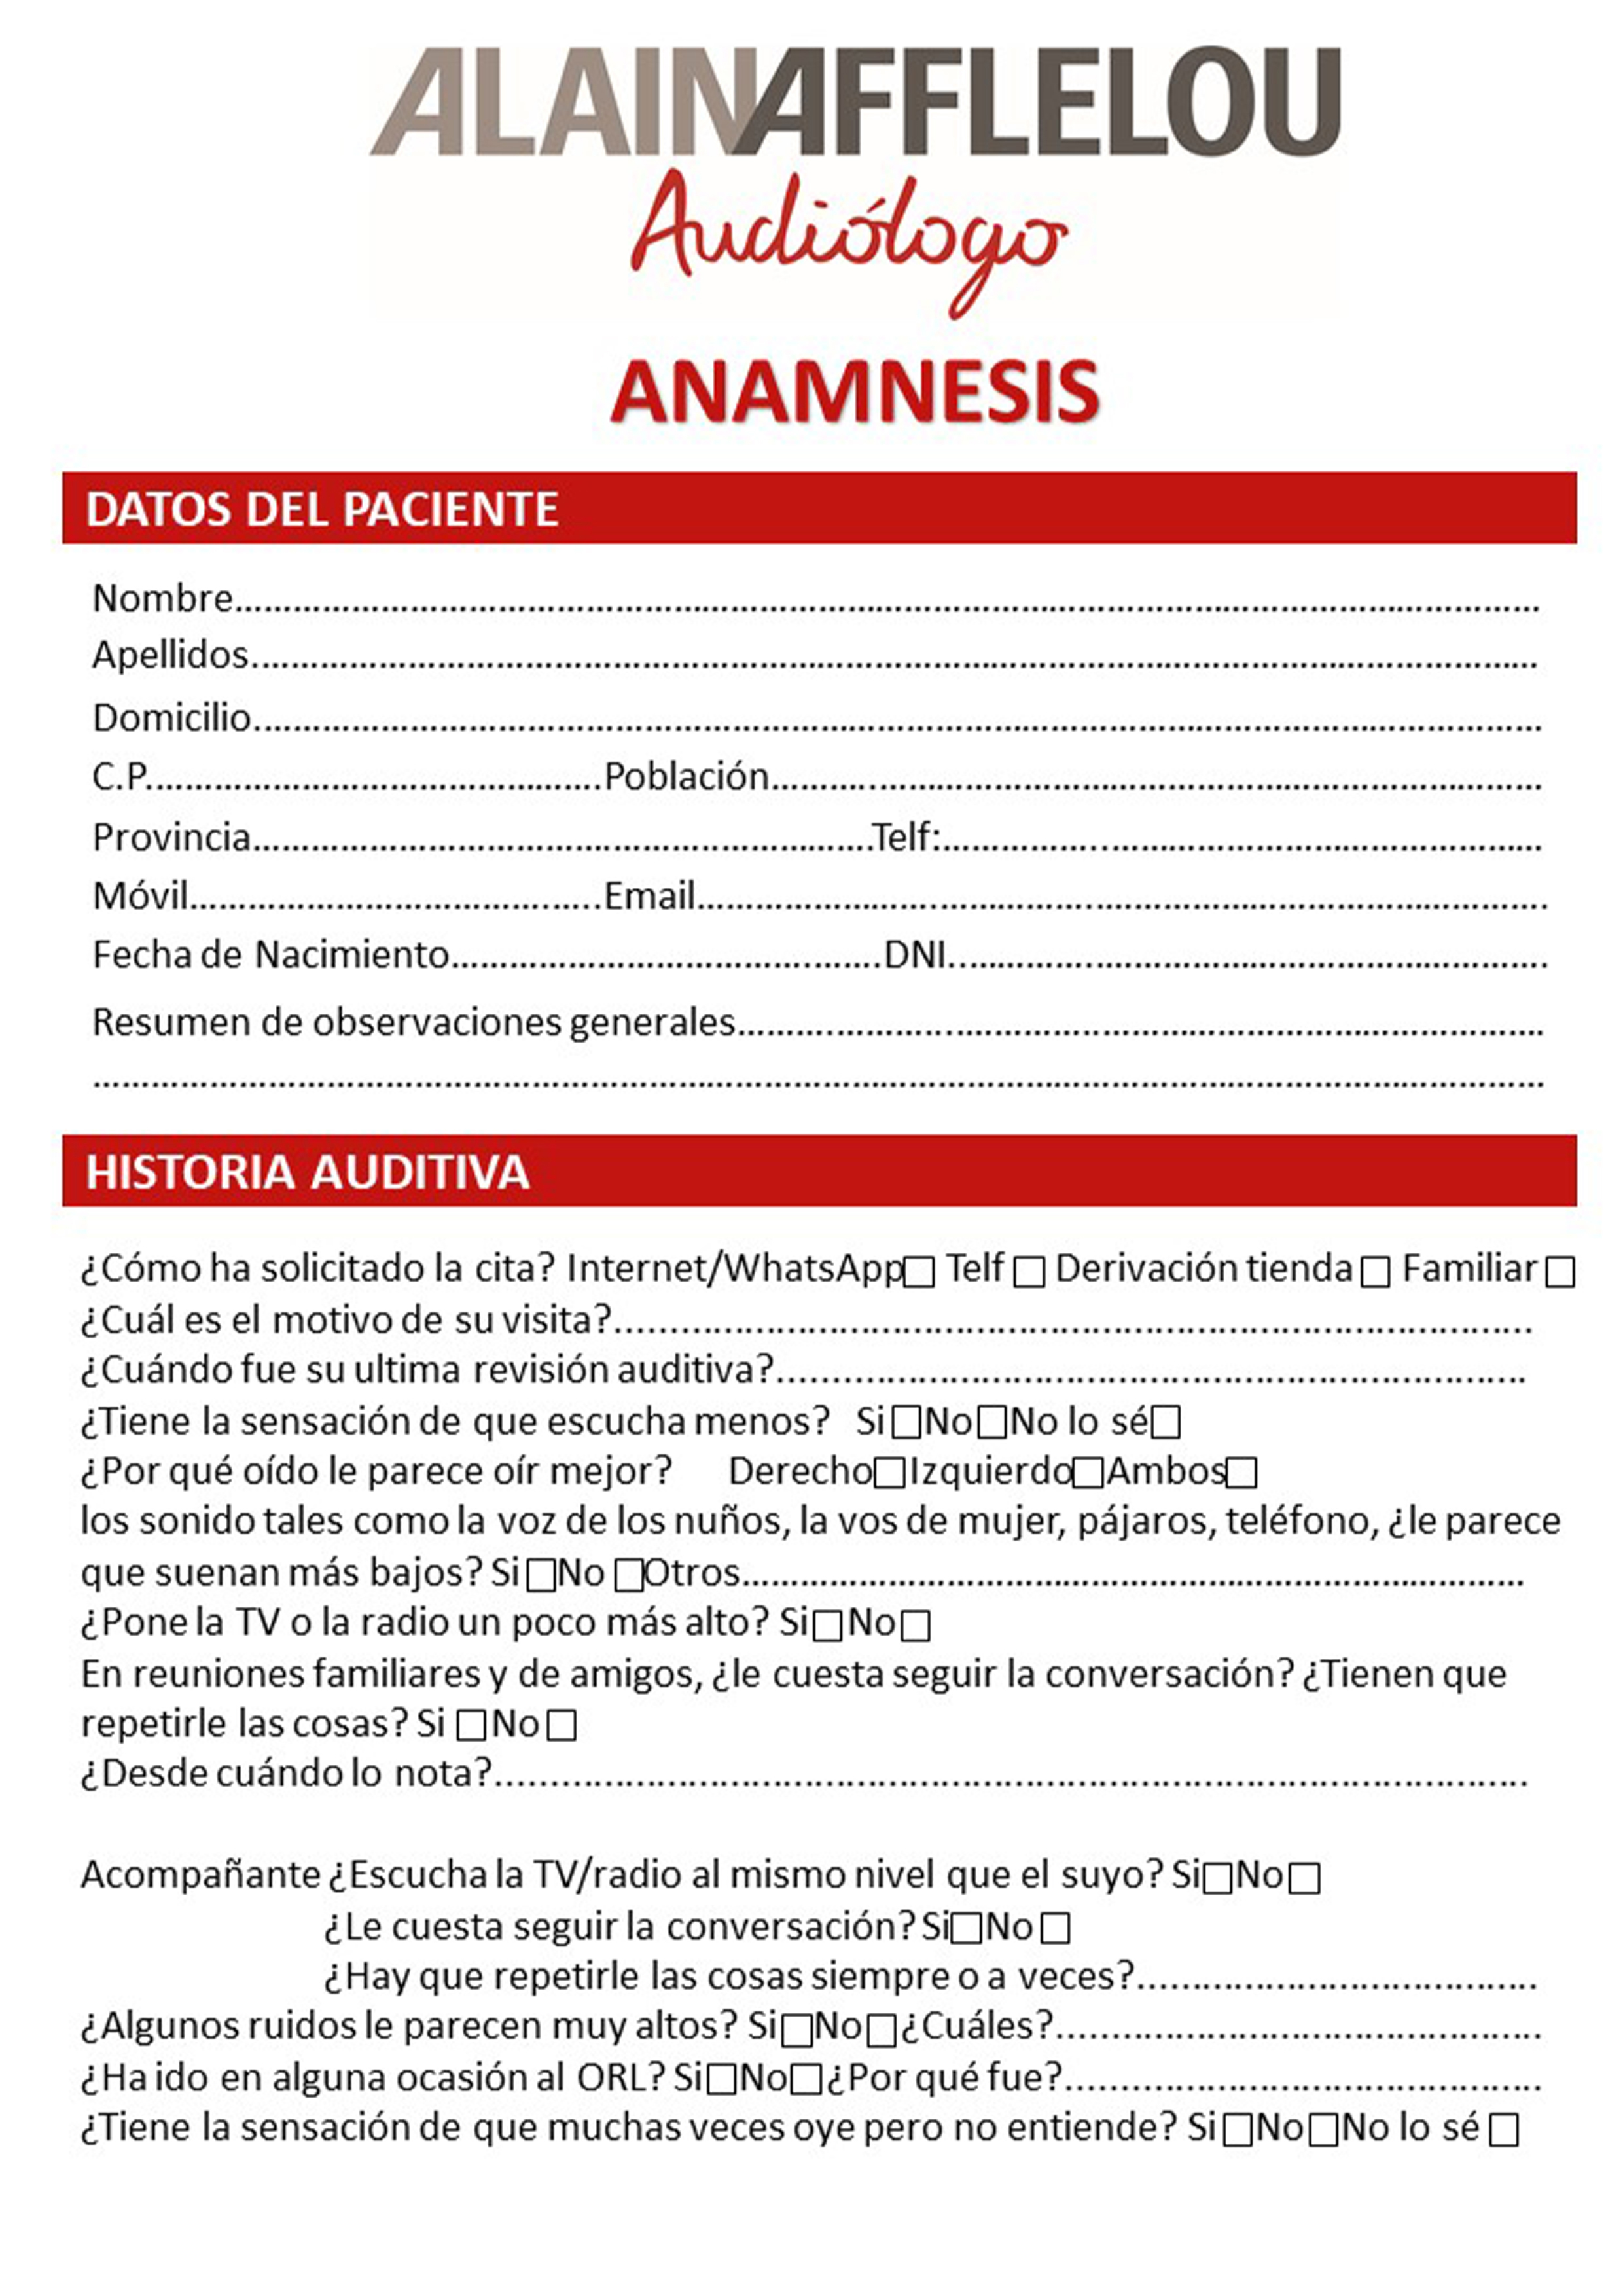 ALAINAFFLELOU
Audiólogo
ANAMNESIS
DATOS DEL PACIENTE
Nombre........................................................................
Apellidos........................................................................
Domicilio........................................................................
C.P.................................Población........................................
Provincia................................Telf:................................
Móvil................................Email................................
Fecha de Nacimiento................................DNI................................
Resumen de observaciones generales................................
........................................................................
HISTORIA AUDITIVA
¿Cómo ha solicitado la cita? Internet/WhatsApp□ Telf □ Derivación tienda □ Familiar □
¿Cuál es el motivo de su visita?................................
¿Cuándo fue su ultima revisión auditiva?................................
¿Tiene la sensación de que escucha menos? Si□No□No lo sé□
¿Por qué oído le parece oír mejor? Derecho□Izquierdo□Ambos□
los sonido tales como la voz de los nuños, la vos de mujer, pájaros, teléfono, ¿le parece
que suenan más bajos? Si□No □Otros................................
¿Pone la TV o la radio un poco más alto? Si□No□
En reuniones familiares y de amigos, ¿le cuesta seguir la conversación? ¿Tienen que
repetirle las cosas? Si □No□
¿Desde cuándo lo nota?................................
Acompañante ¿Escucha la TV/radio al mismo nivel que el suyo? Si□No□
¿Le cuesta seguir la conversación? Si□No□
¿Hay que repetirle las cosas siempre o a veces?................................
¿Algunos ruidos le parecen muy altos? Si□No□¿Cuáles?................................
¿Ha ido en alguna ocasión al ORL? Si□No□¿Por qué fue?................................
¿Tiene la sensación de que muchas veces oye pero no entiende? Si□No□No lo sé □